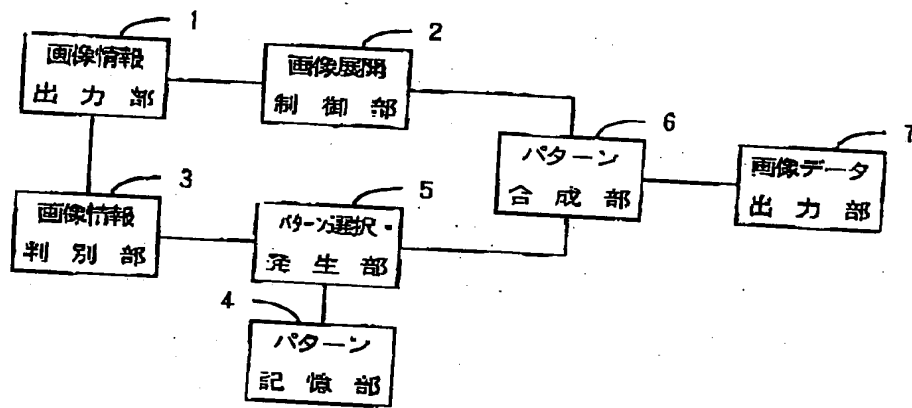 1
画像情報
出力部
2
画像展開
制御部
3
画像情報
判別部
5
パターン選択・
発生部
4
パターン
記憶部
6
パターン
合成部
7
画像データ
出力部